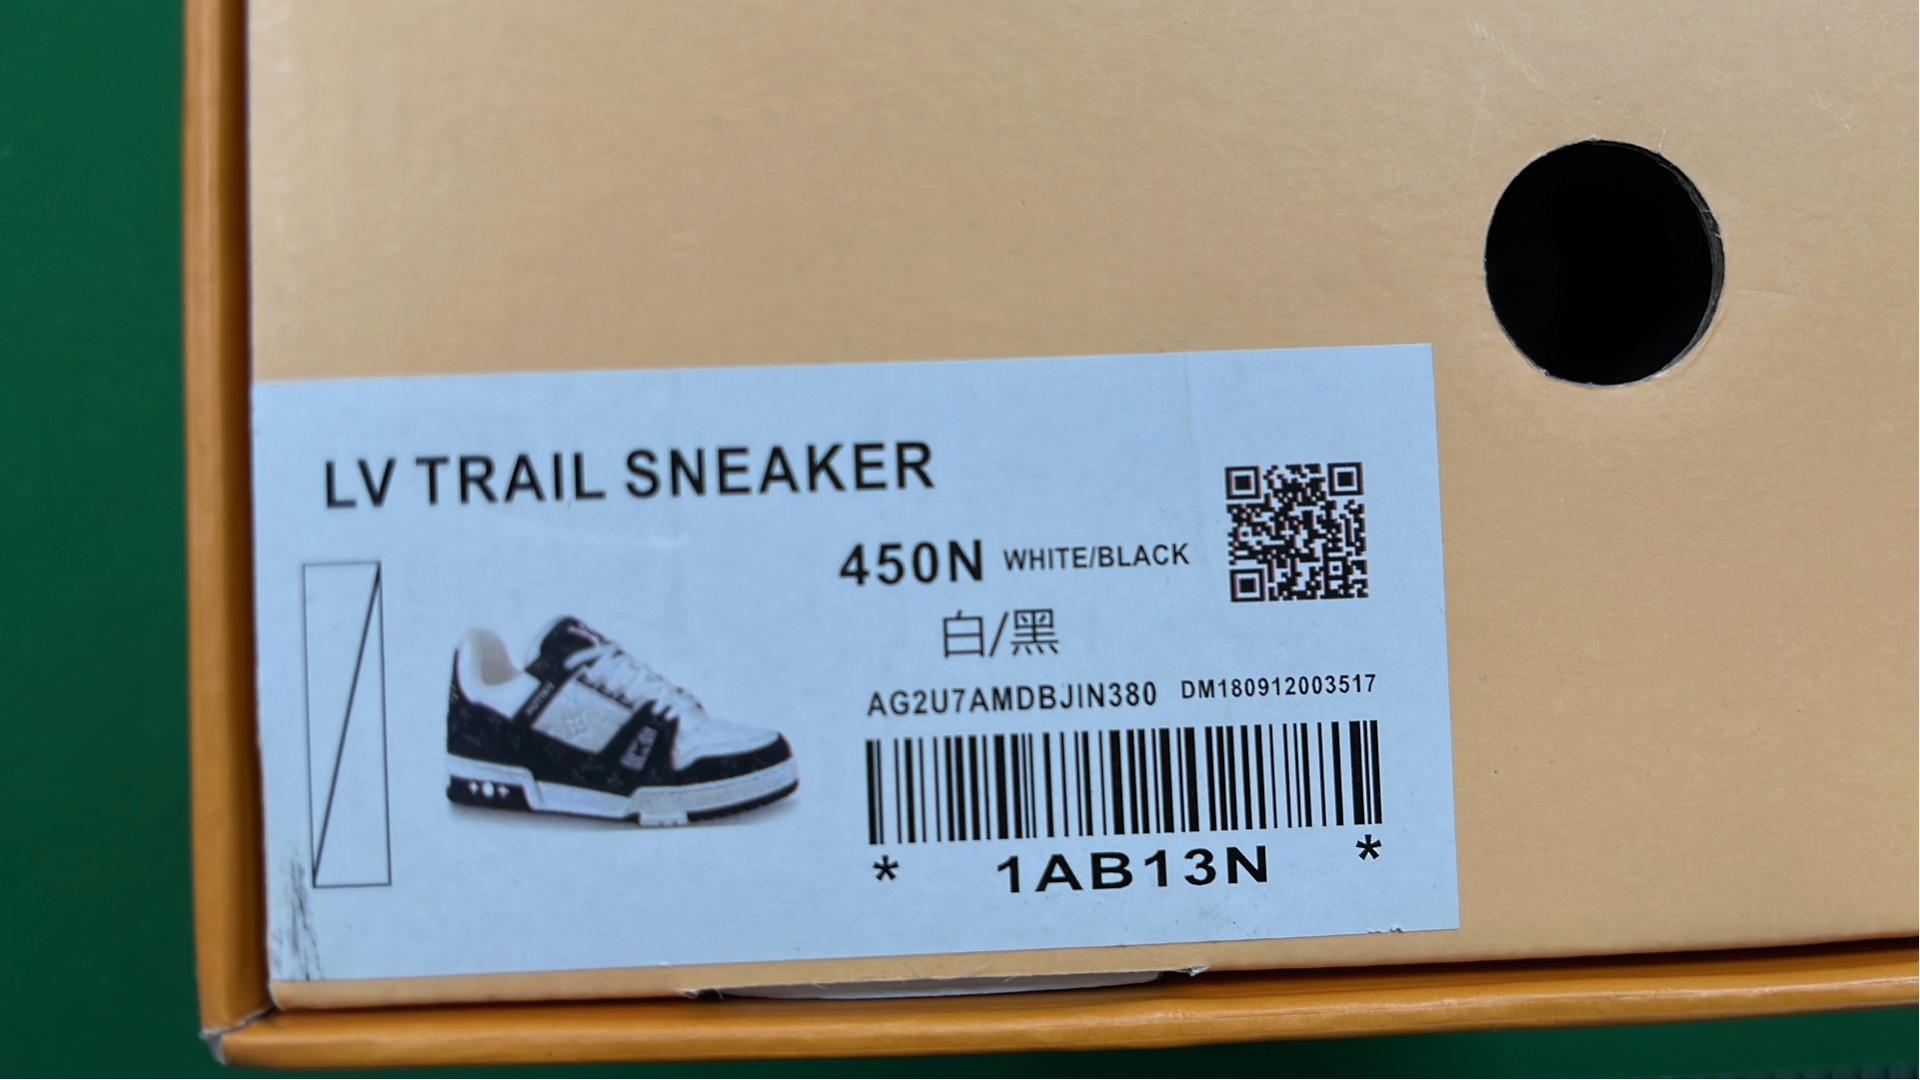 LV TRAIL SNEAKER
450N WHITE/BLACK
白/黑
AG2U7AMDBJIN380 DM180912003517
* 1AB13N *